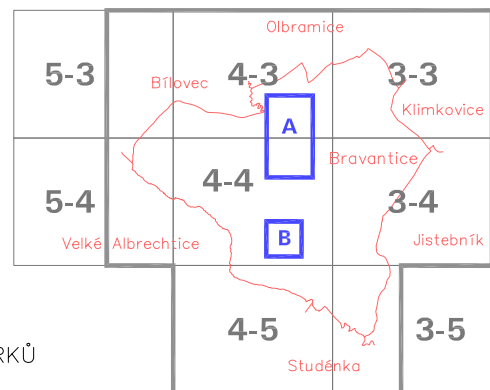 Olbramice
5-3 4-3 3-3
Bílovec
Klimkovice
A
Bravantice
5-4 4-4 3-4
B
Velké Albrechtice Jistebník
4-5 3-5
RKŮ
Studénka